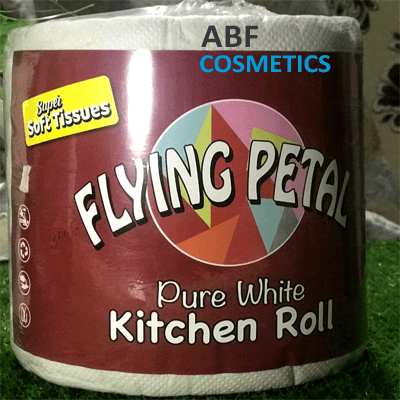 ABF
COSMETICS
Super
Soft Tissues
FLYING PETAL
Pure White
Kitchen Roll